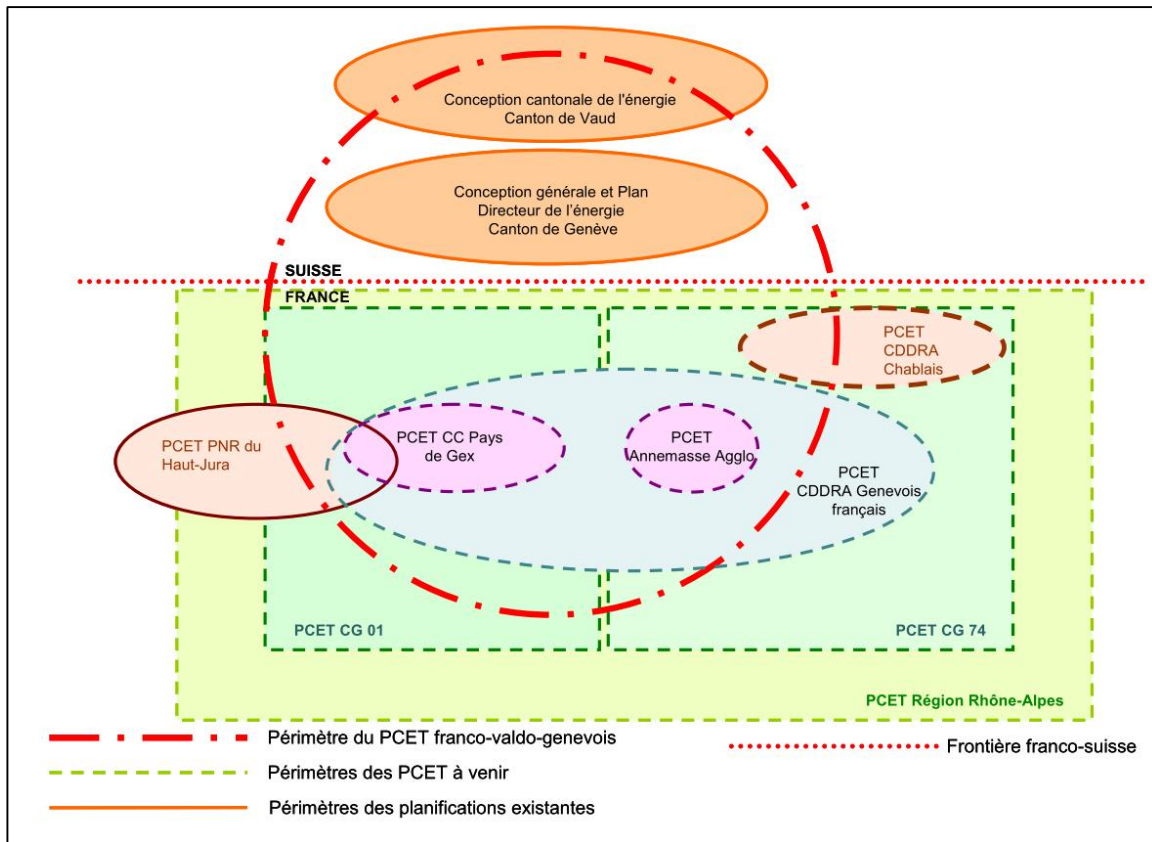 Conception cantonale de l'énergie
Canton de Vaud
Conception générale et Plan
Directeur de l'énergie
Canton de Genève
SUISSE
FRANCE
PCET
CDDRA
Chablais
PCET PNR du
Haut-Jura
PCET CC Pays
de Gex
PCET
Annemasse Agglo
PCET
CDDRA Genevois
français
PCET CG 01
PCET CG 74
PCET Région Rhône-Alpes
Périmètre du PCET franco-valdo-genevois
Frontière franco-suisse
Périmètres des PCET à venir
Périmètres des planifications existantes